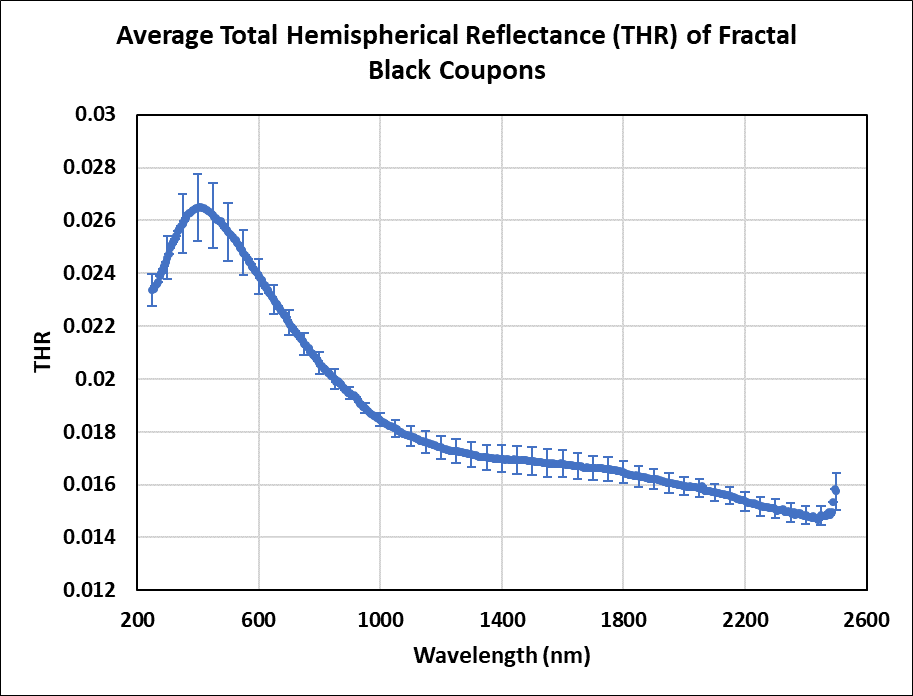 Average Total Hemispherical Reflectance (THR) of Fractal
Black Coupons
0.03
0.028
0.026
0.024
0.022
0.02
0.018
0.016
0.014
0.012
THR
200 600 1000 1400 1800 2200 2600
Wavelength (nm)